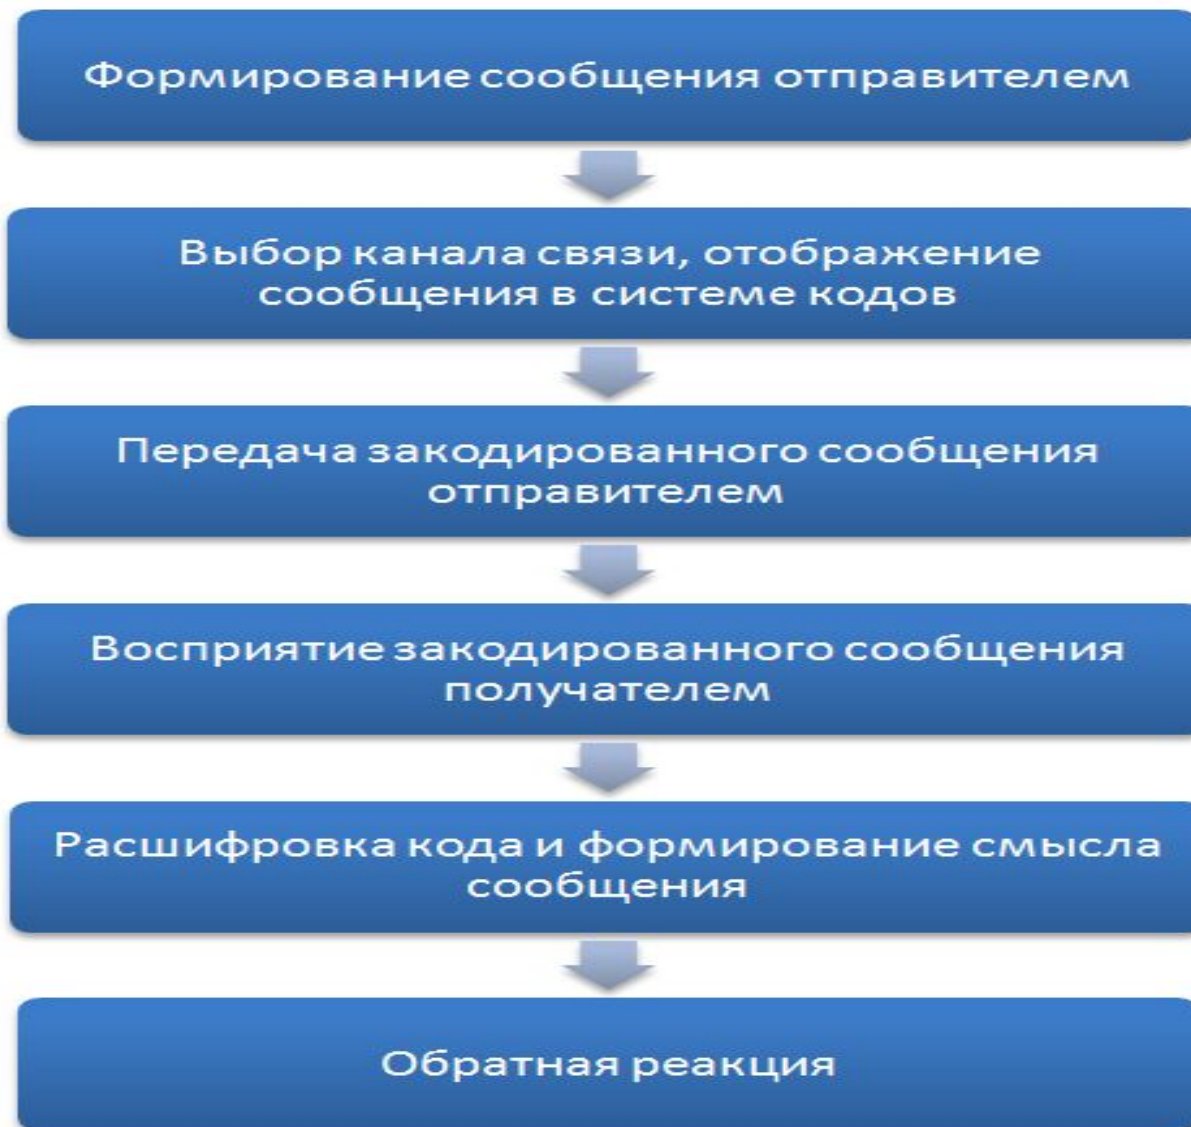 Формирование сообщения отправителем
Выбор канала связи, отображение
сообщения в системе кодов
Передача закодированного сообщения
отправителем
Восприятие закодированного сообщения
получателем
Расшифровка кода и формирование смысла
сообщения
Обратная реакция